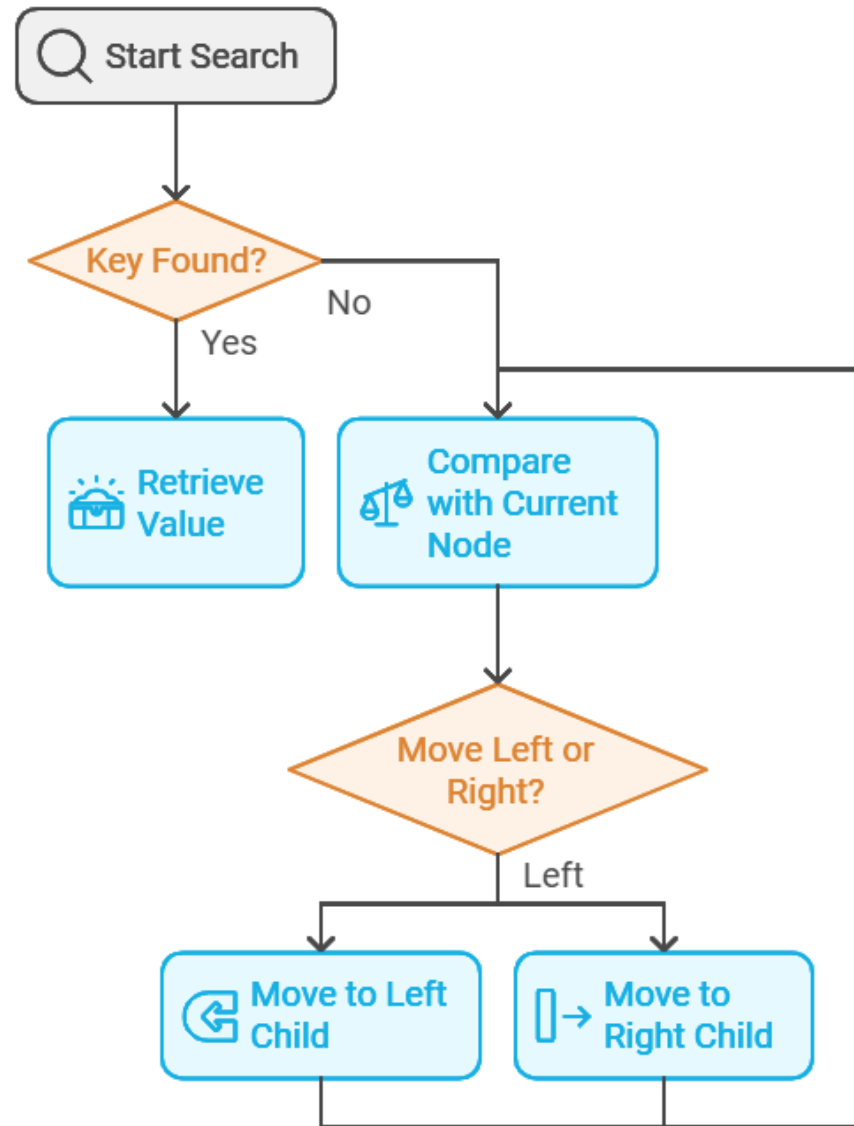 Start Search
Key Found?
No
Yes
Retrieve
Value
Compare
with Current
Node
Move Left or
Right?
Left
Move to Left
Child
Move to
Right Child